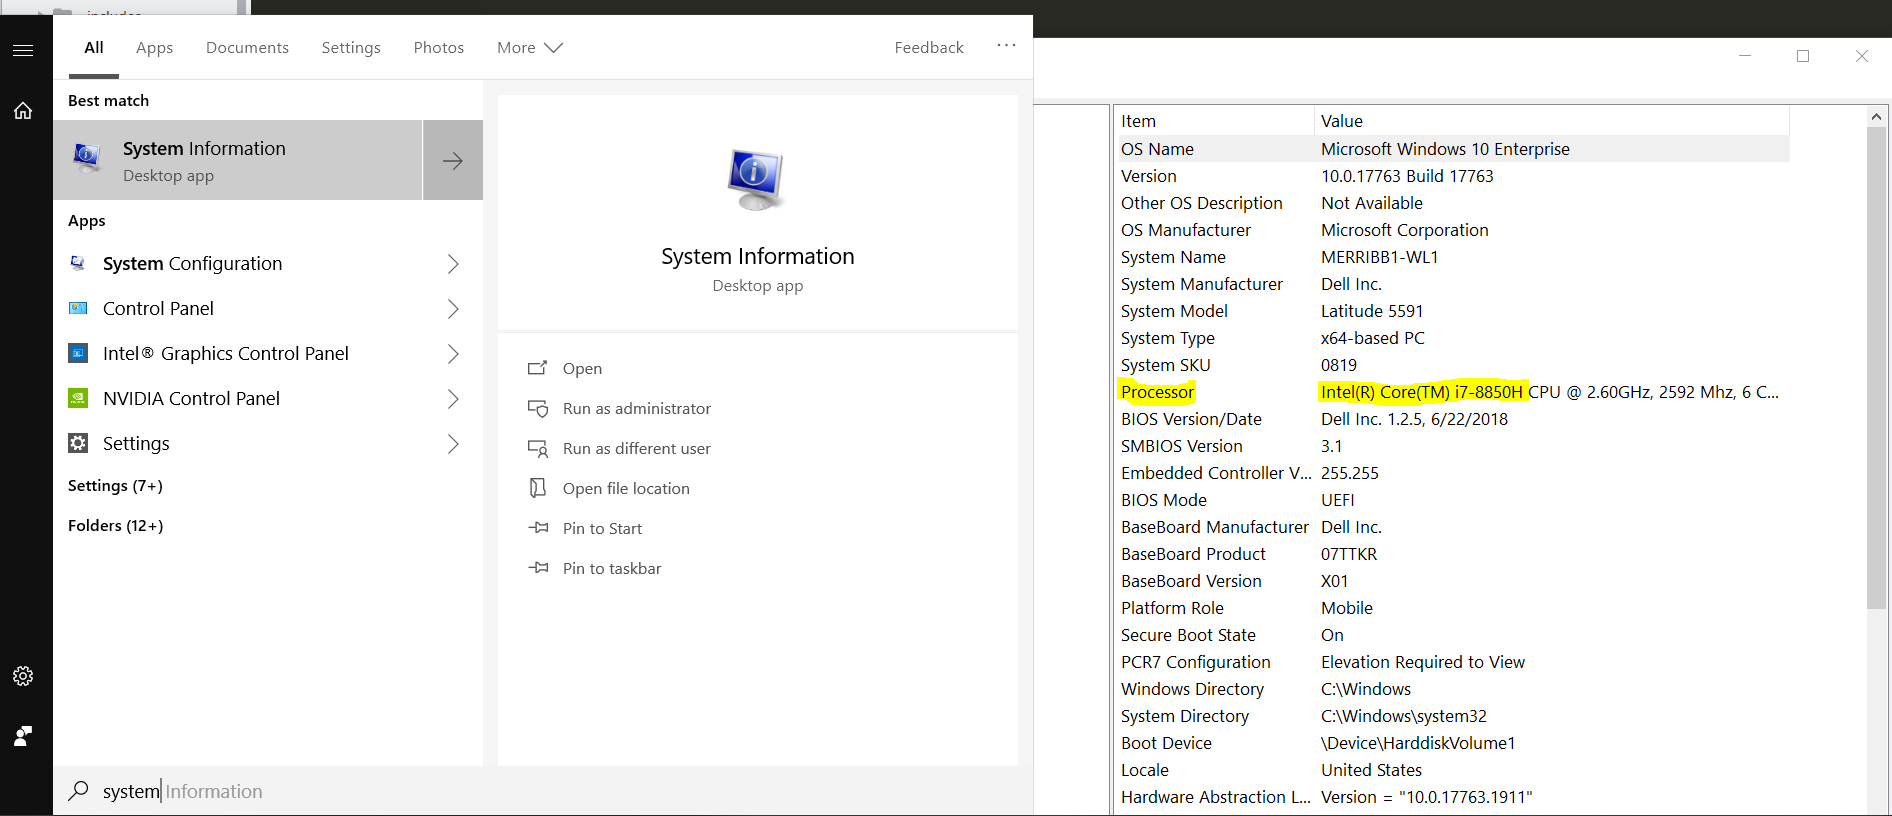 includes
All Apps Documents Settings Photos More Feedback ...
Best match
System Information
Desktop app
Apps
System Configuration
Control Panel
Intel® Graphics Control Panel
NVIDIA Control Panel
Settings
Settings (7+)
Folders (12+)
system Information
System Information
Desktop app
Open
Run as administrator
Run as different user
Open file location
Pin to Start
Pin to taskbar
Item Value
OS Name Microsoft Windows 10 Enterprise
Version 10.0.17763 Build 17763
Other OS Description Not Available
OS Manufacturer Microsoft Corporation
System Name MERRIBB1-WL1
System Manufacturer Dell Inc.
System Model Latitude 5591
System Type x64-based PC
System SKU 0819
Processor Intel(R) Core(TM) i7-8850H CPU @ 2.60GHz, 2592 Mhz, 6 C...
BIOS Version/Date Dell Inc. 1.2.5, 6/22/2018
SMBIOS Version 3.1
Embedded Controller V... 255.255
BIOS Mode UEFI
BaseBoard Manufacturer Dell Inc.
BaseBoard Product 07TTKR
BaseBoard Version X01
Platform Role Mobile
Secure Boot State On
PCR7 Configuration Elevation Required to View
Windows Directory C:\Windows
System Directory C:\Windows\system32
Boot Device \Device\HarddiskVolume1
Locale United States
Hardware Abstraction L... Version = "10.0.17763.1911"